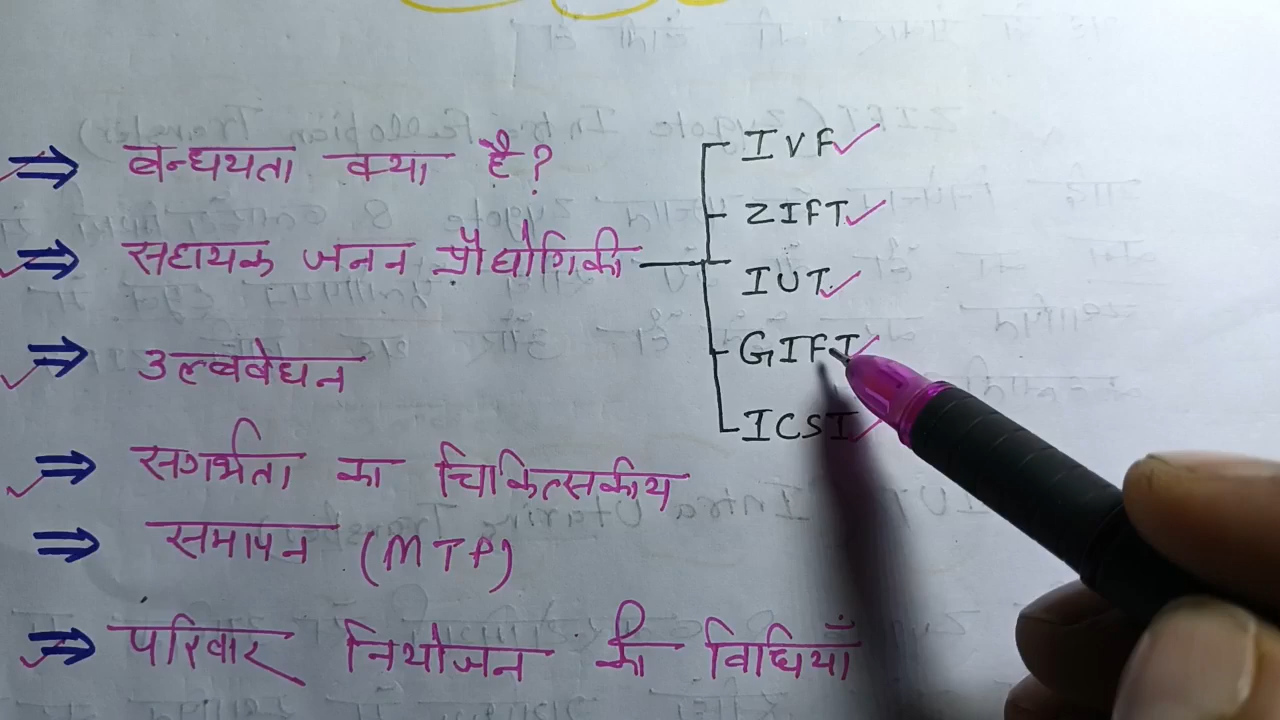 बन्धयता क्या है?
सहायक जनन प्रौद्योगिकी
IVF
ZIFT
IUT
GIFT
ICSI
उल्ववेधन
सगर्भता का चिकित्सकीय
समापन (MTP)
परिवार नियोजन की विधियाँ